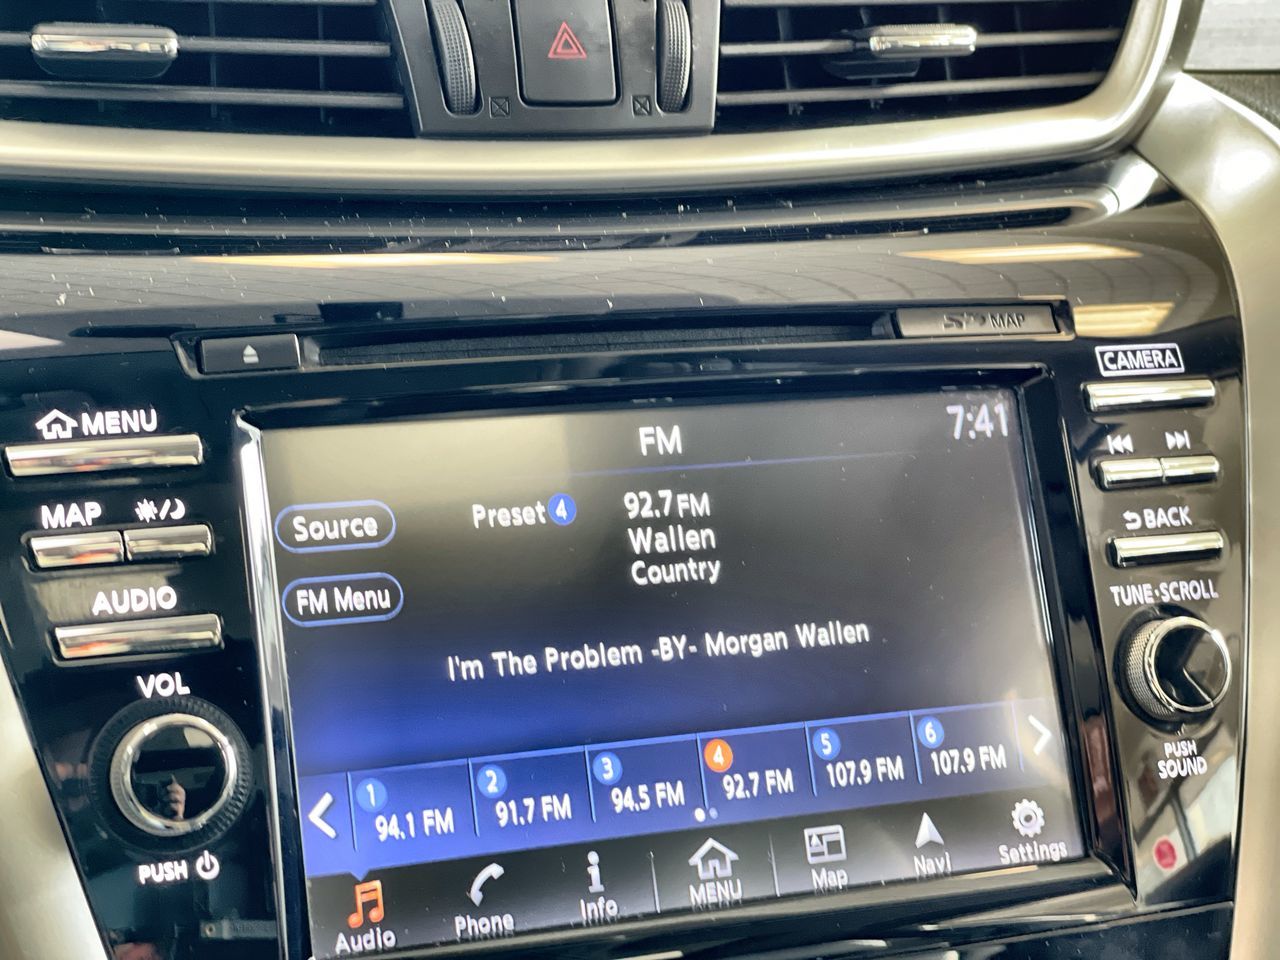 SD MAP
CAMERA
MENU
MAP
AUDIO
VOL
PUSH
BACK
TUNE·SCROLL
PUSH
SOUND
FM
7:41
Source
Preset 4
92.7 FM
Wallen
Country
FM Menu
I'm The Problem -BY- Morgan Wallen
1 94.1 FM
2 91.7 FM
3 94.5 FM
4 92.7 FM
5 107.9 FM
6 107.9 FM
Audio
Phone
Info
MENU
Map
Navi
Settings